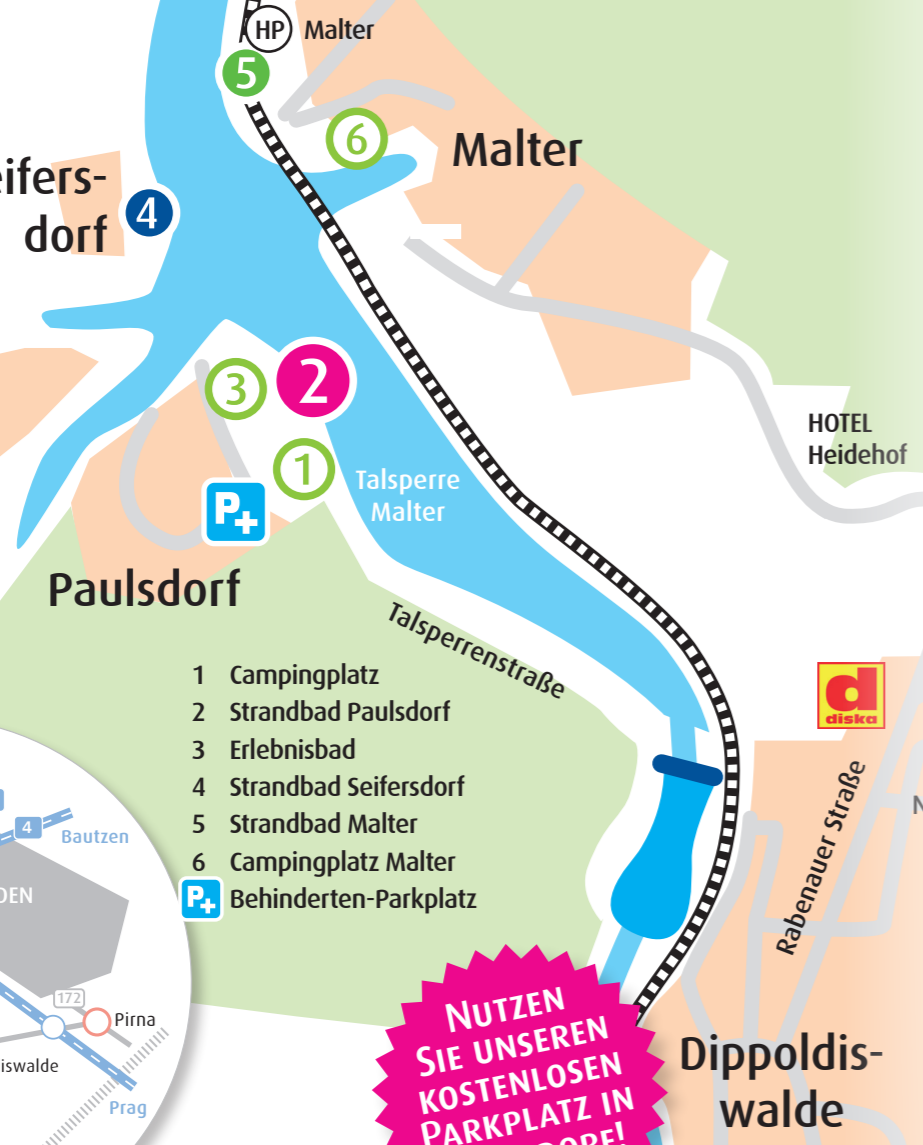 HP Malter
5
6
Malter
eifers-
dorf
4
3
2
1
HOTEL
Heidehof
Talsperre
Malter
P+
Paulsdorf
Talsperrenstraße
1 Campingplatz
2 Strandbad Paulsdorf
3 Erlebnisbad
4 Strandbad Seifersdorf
5 Strandbad Malter
6 Campingplatz Malter
P+ Behinderten-Parkplatz
d
diska
Rabenauer Straße
N
4
Bautzen
DEN
172
Pirna
iswalde
Prag
NUTZEN
SIE UNSEREN
KOSTENLOSEN
PARKPLATZ IN
Dippoldis-
walde